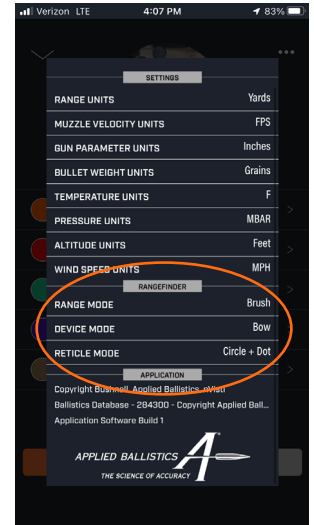 Verizon LTE 4:07 PM 83%
SETTINGS
RANGE UNITS Yards
MUZZLE VELOCITY UNITS FPS
GUN PARAMETER UNITS Inches
BULLET WEIGHT UNITS Grains
TEMPERATURE UNITS F
PRESSURE UNITS MBAR
ALTITUDE UNITS Feet
WIND SPEED UNITS MPH
RANGEFINDER
RANGE MODE Brush
DEVICE MODE Bow
RETICLE MODE Circle + Dot
APPLICATION
Copyright Bushnell, Applied Ballistics, nVisti
Ballistics Database - 284300 - Copyright Applied Ball...
Application Software Build 1
APPLIED BALLISTICS
THE SCIENCE OF ACCURACY